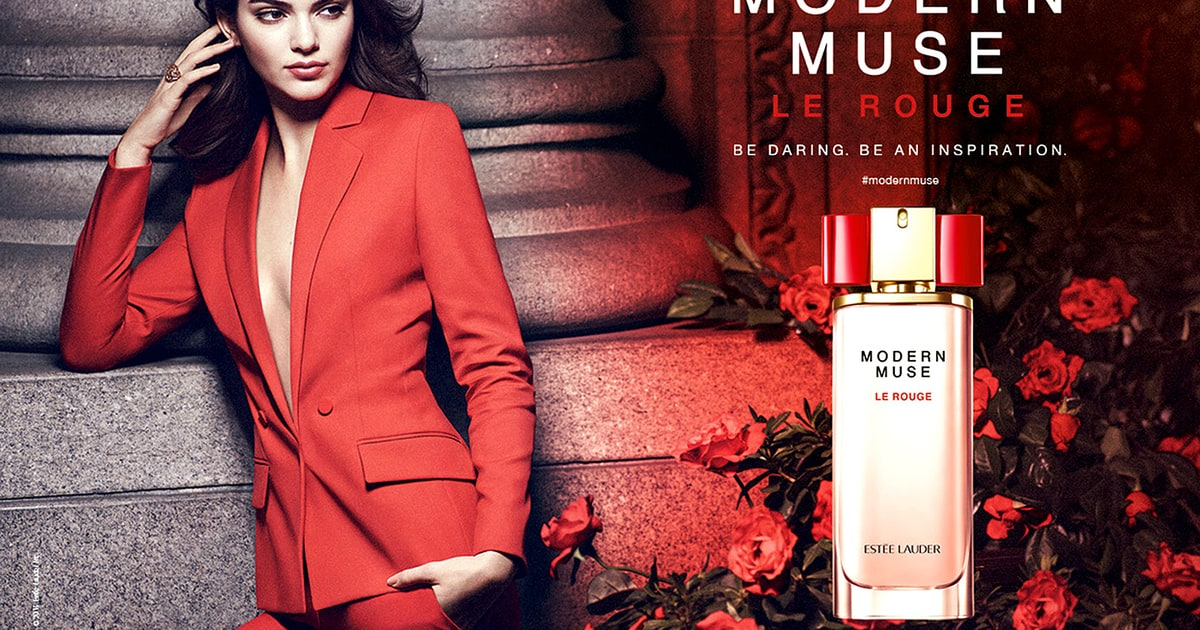 MODERN
MUSE
LE ROUGE
BE DARING. BE AN INSPIRATION.
#modernmuse
MODERN
MUSE
LE ROUGE
ESTĒE LAUDER